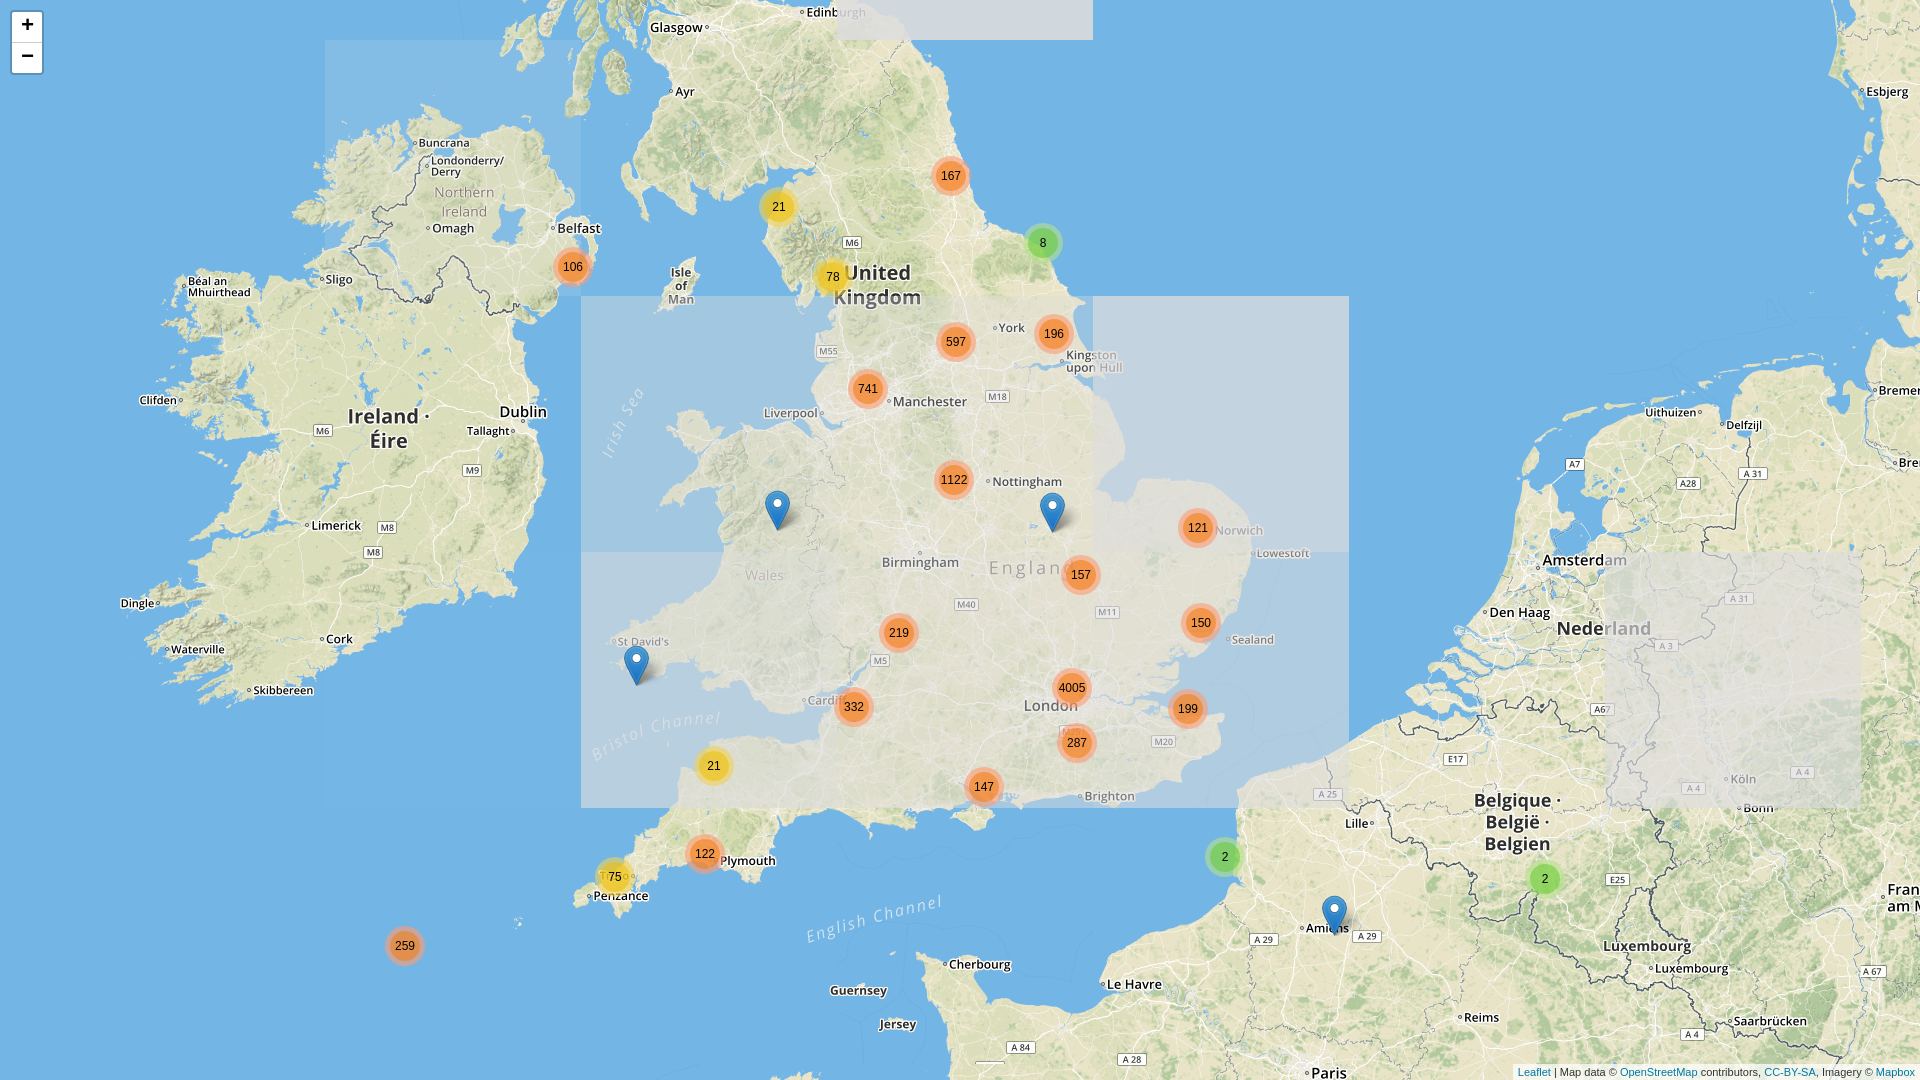 +
−
Glasgow
Edinburgh
Ayr
Esbjerg
Buncrana
Londonderry/
Derry
Northern
Ireland
Omagh
Belfast
106
167
21
M6
8
78
United
Kingdom
Isle
of
Man
Sligo
Béal an
Mhuirthead
York
196
597
Kingston
upon Hull
M55
741
Manchester
M18
Liverpool
Irish Sea
Clifden
Ireland ·
Éire
M6
Dublin
Tallaght
M9
Limerick
M8
M8
Dingle
Cork
Waterville
Skibbereen
1122
Nottingham
121
Norwich
Lowestoft
Birmingham
Englan
157
Wales
M40
M11
150
Sealand
219
St David's
M5
4005
London
Cardiff
332
199
287
M20
Bristol Channel
21
147
Brighton
122
Plymouth
75
Penzance
259
English Channel
Guernsey
Jersey
Cherbourg
Le Havre
A 84
A 28
A 29
Amiens
A 29
2
Lille
A 25
E17
Belgique ·
België ·
Belgien
2
E25
Luxembourg
Luxembourg
Reims
Paris
Saarbrücken
A 4
A 67
Fran
am M
Bonn
Köln
A 4
A 4
A67
A 3
A 31
Nederland
Den Haag
Amsterdam
A7
A28
A 31
Uithuizen
Delfzijl
Bremer
Bre
Leaflet | Map data © OpenStreetMap contributors, CC-BY-SA, Imagery © Mapbox